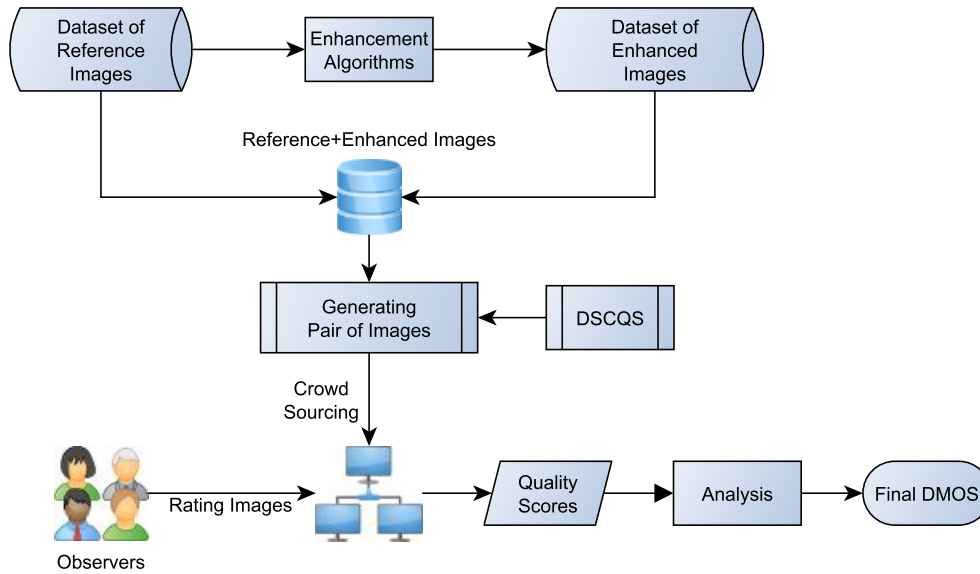 Dataset of
Reference
Images
Enhancement
Algorithms
Dataset of
Enhanced
Images
Reference+Enhanced Images
Generating
Pair of Images
DSCQS
Crowd
Sourcing
Rating Images
Observers
Quality
Scores
Analysis
Final DMOS